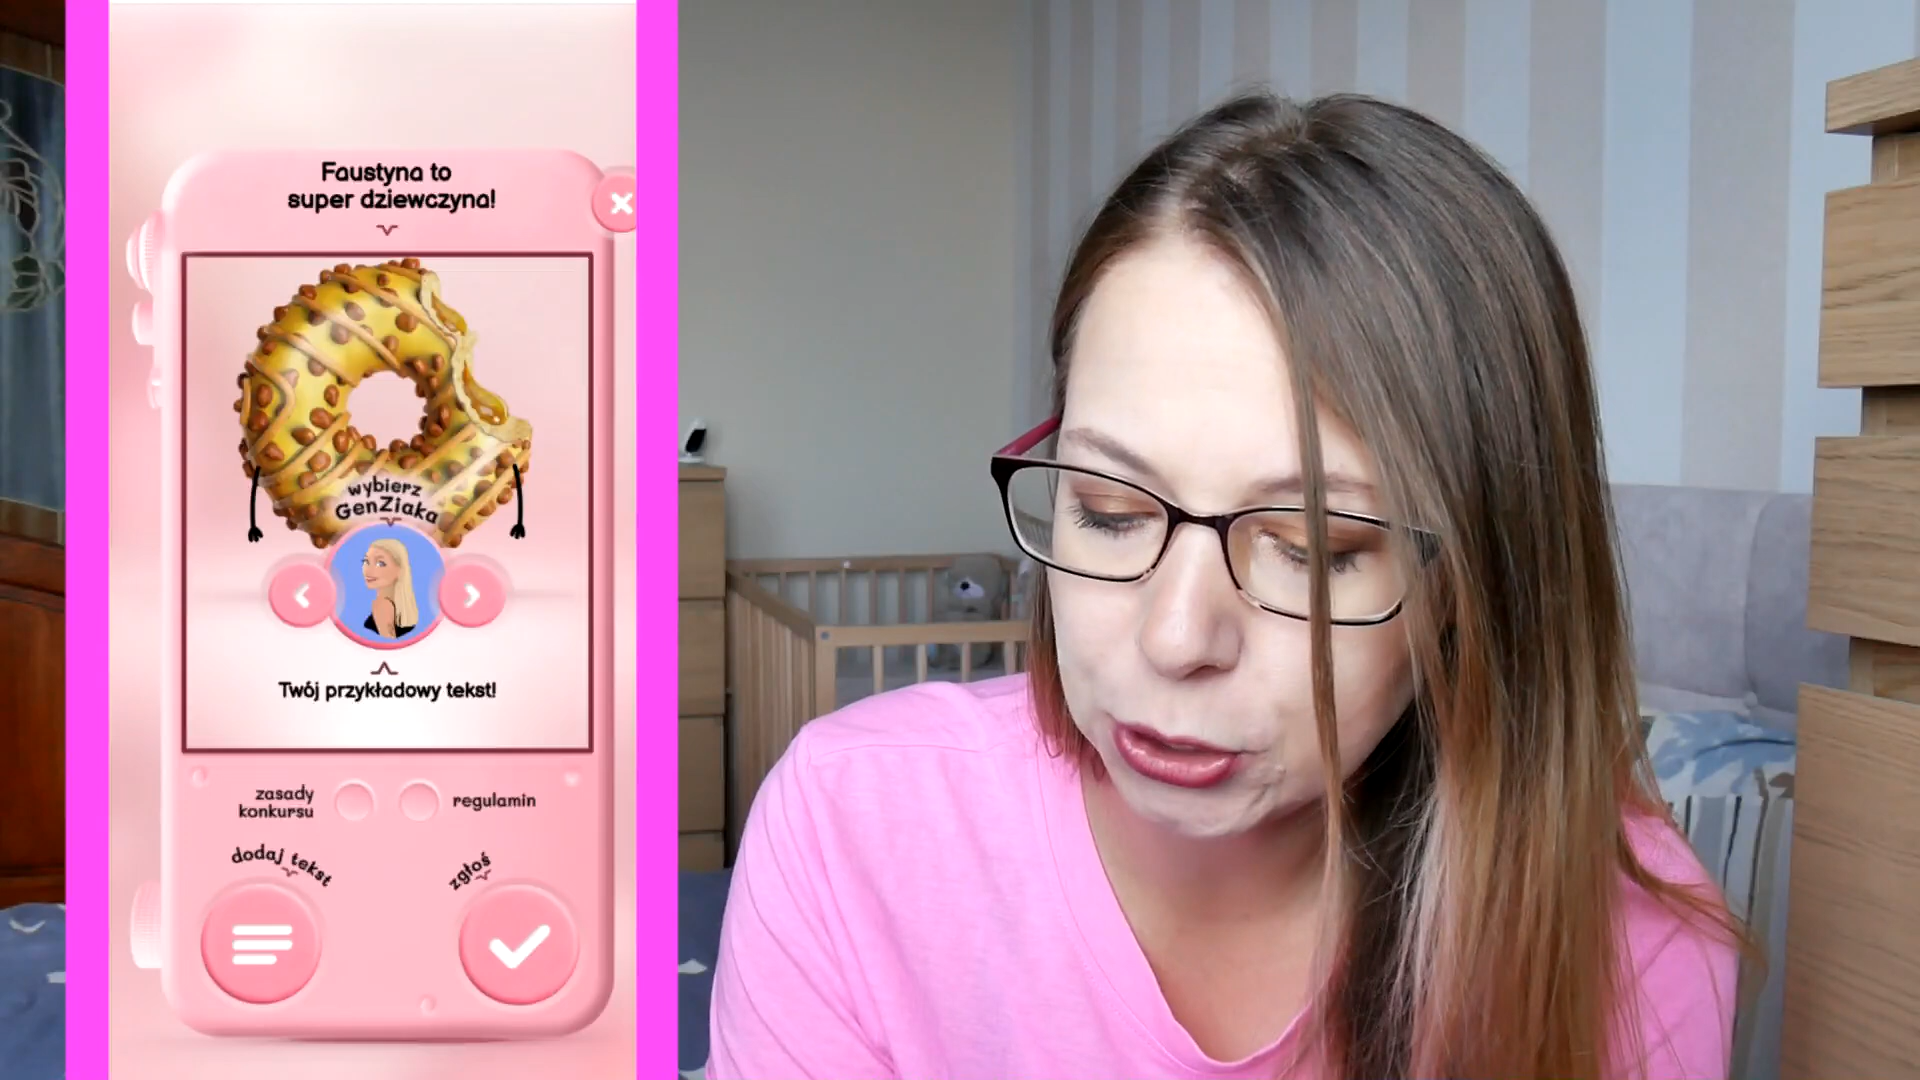 Faustyna to
super dziewczyna!
wybierz
GenZiaka
Twój przykładowy tekst!
zasady
konkursu
regulamin
dodaj tekst
zgłoś